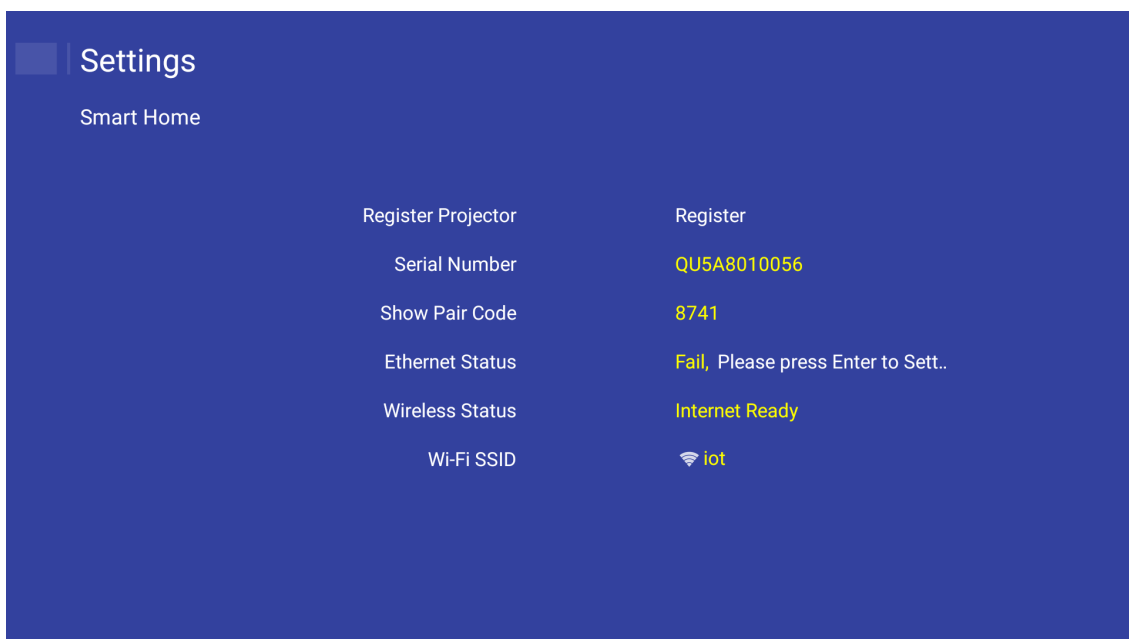 Settings
Smart Home
Register Projector Register
Serial Number QU5A8010056
Show Pair Code 8741
Ethernet Status Fail, Please press Enter to Sett..
Wireless Status Internet Ready
Wi-Fi SSID iot